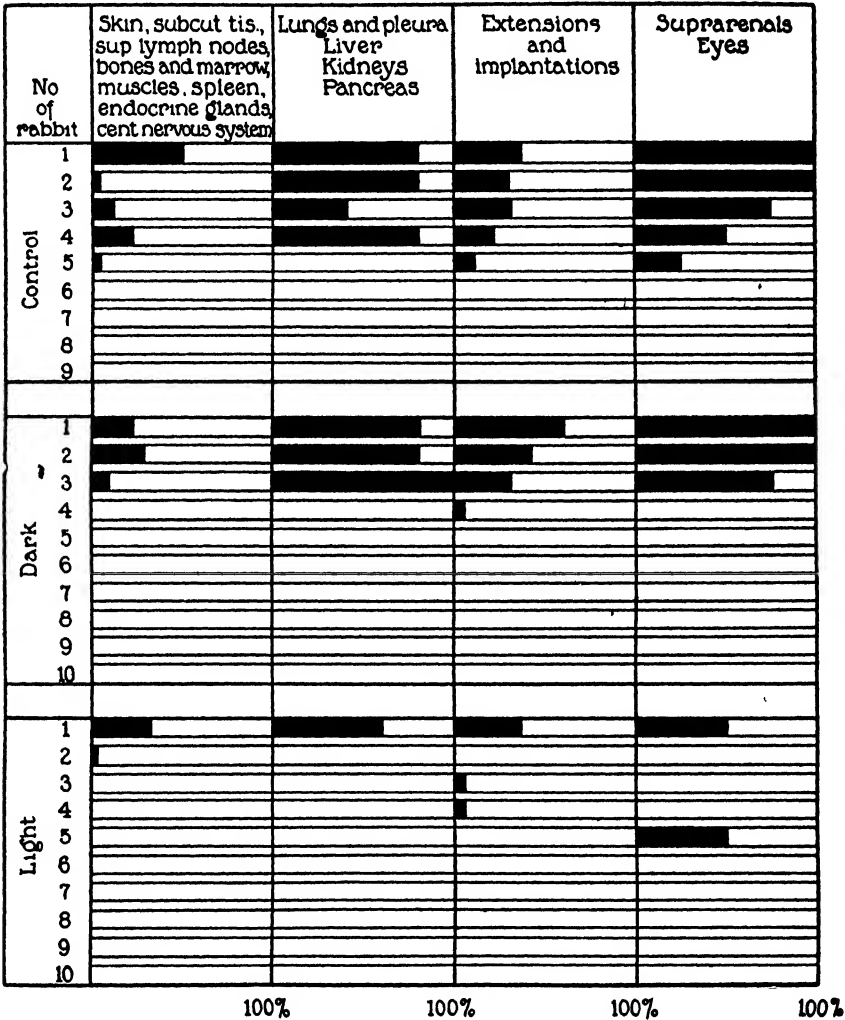 No
of
rabbit
Skin, subcut tis.,
sup lymph nodes,
bones and marrow,
muscles, spleen,
endocrine glands,
cent nervous system
Lungs and pleura
Liver
Kidneys
Pancreas
Extensions
and
implantations
Suprarenals
Eyes
Control
1
2
3
4
5
6
7
8
9
Dark
1
2
3
4
5
6
7
8
9
10
Light
1
2
3
4
5
6
7
8
9
10
100%
100%
100%
100%